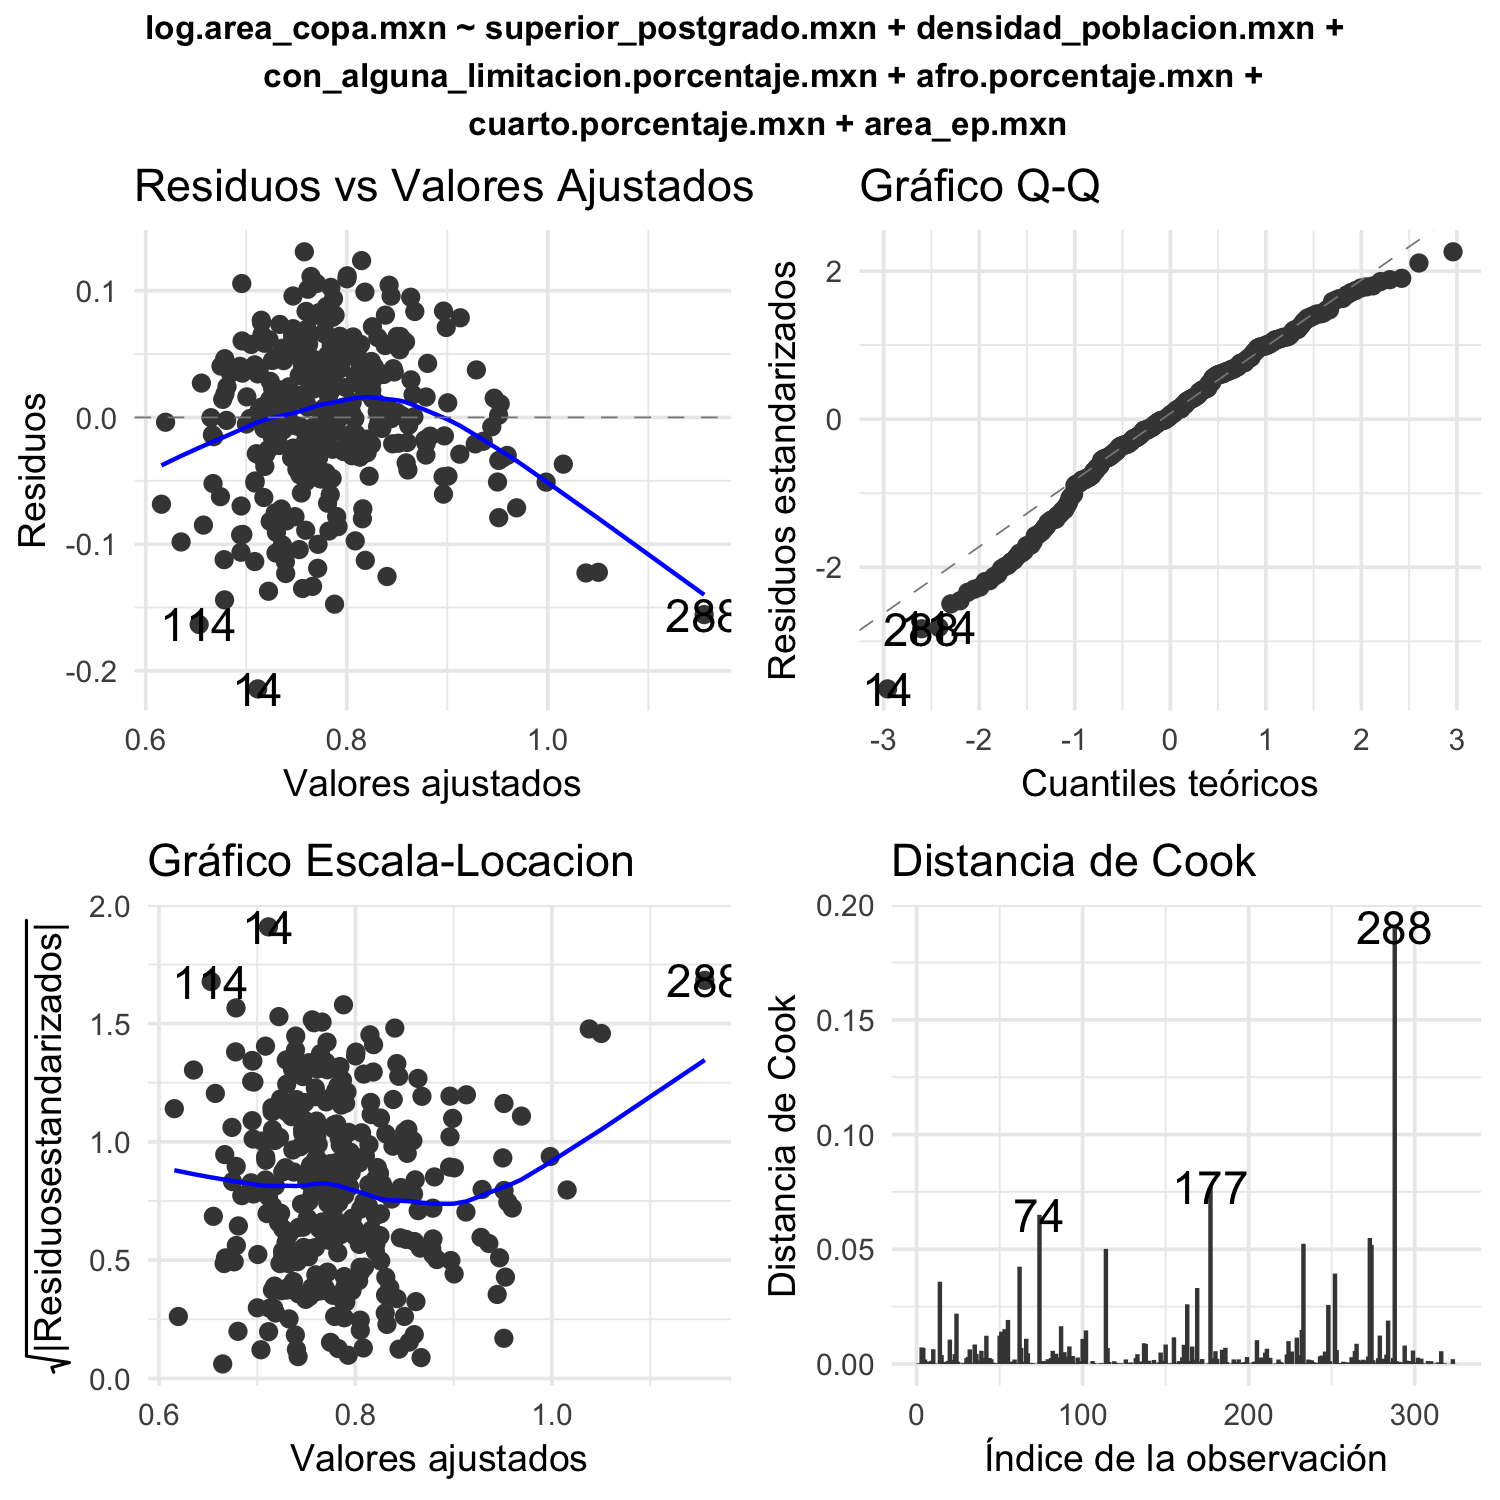 log.area_copa.mxn ~ superior_postgrado.mxn + densidad_poblacion.mxn +
con_alguna_limitacion.porcentaje.mxn + afro.porcentaje.mxn +
cuarto.porcentaje.mxn + area_ep.mxn
Residuos vs Valores Ajustados
Residuos
0.1
0.0
-0.1
-0.2
114
14
288
0.6 0.8 1.0
Valores ajustados
Gráfico Q-Q
Residuos estandarizados
2
0
-2
288
114
14
-3 -2 -1 0 1 2 3
Cuantiles teóricos
Gráfico Escala-Locacion
√|Residuosestandarizados|
2.0
1.5
1.0
0.5
0.0
14
114
288
0.6 0.8 1.0
Valores ajustados
Distancia de Cook
Distancia de Cook
0.20
0.15
0.10
0.05
0.00
288
177
74
0 100 200 300
Índice de la observación